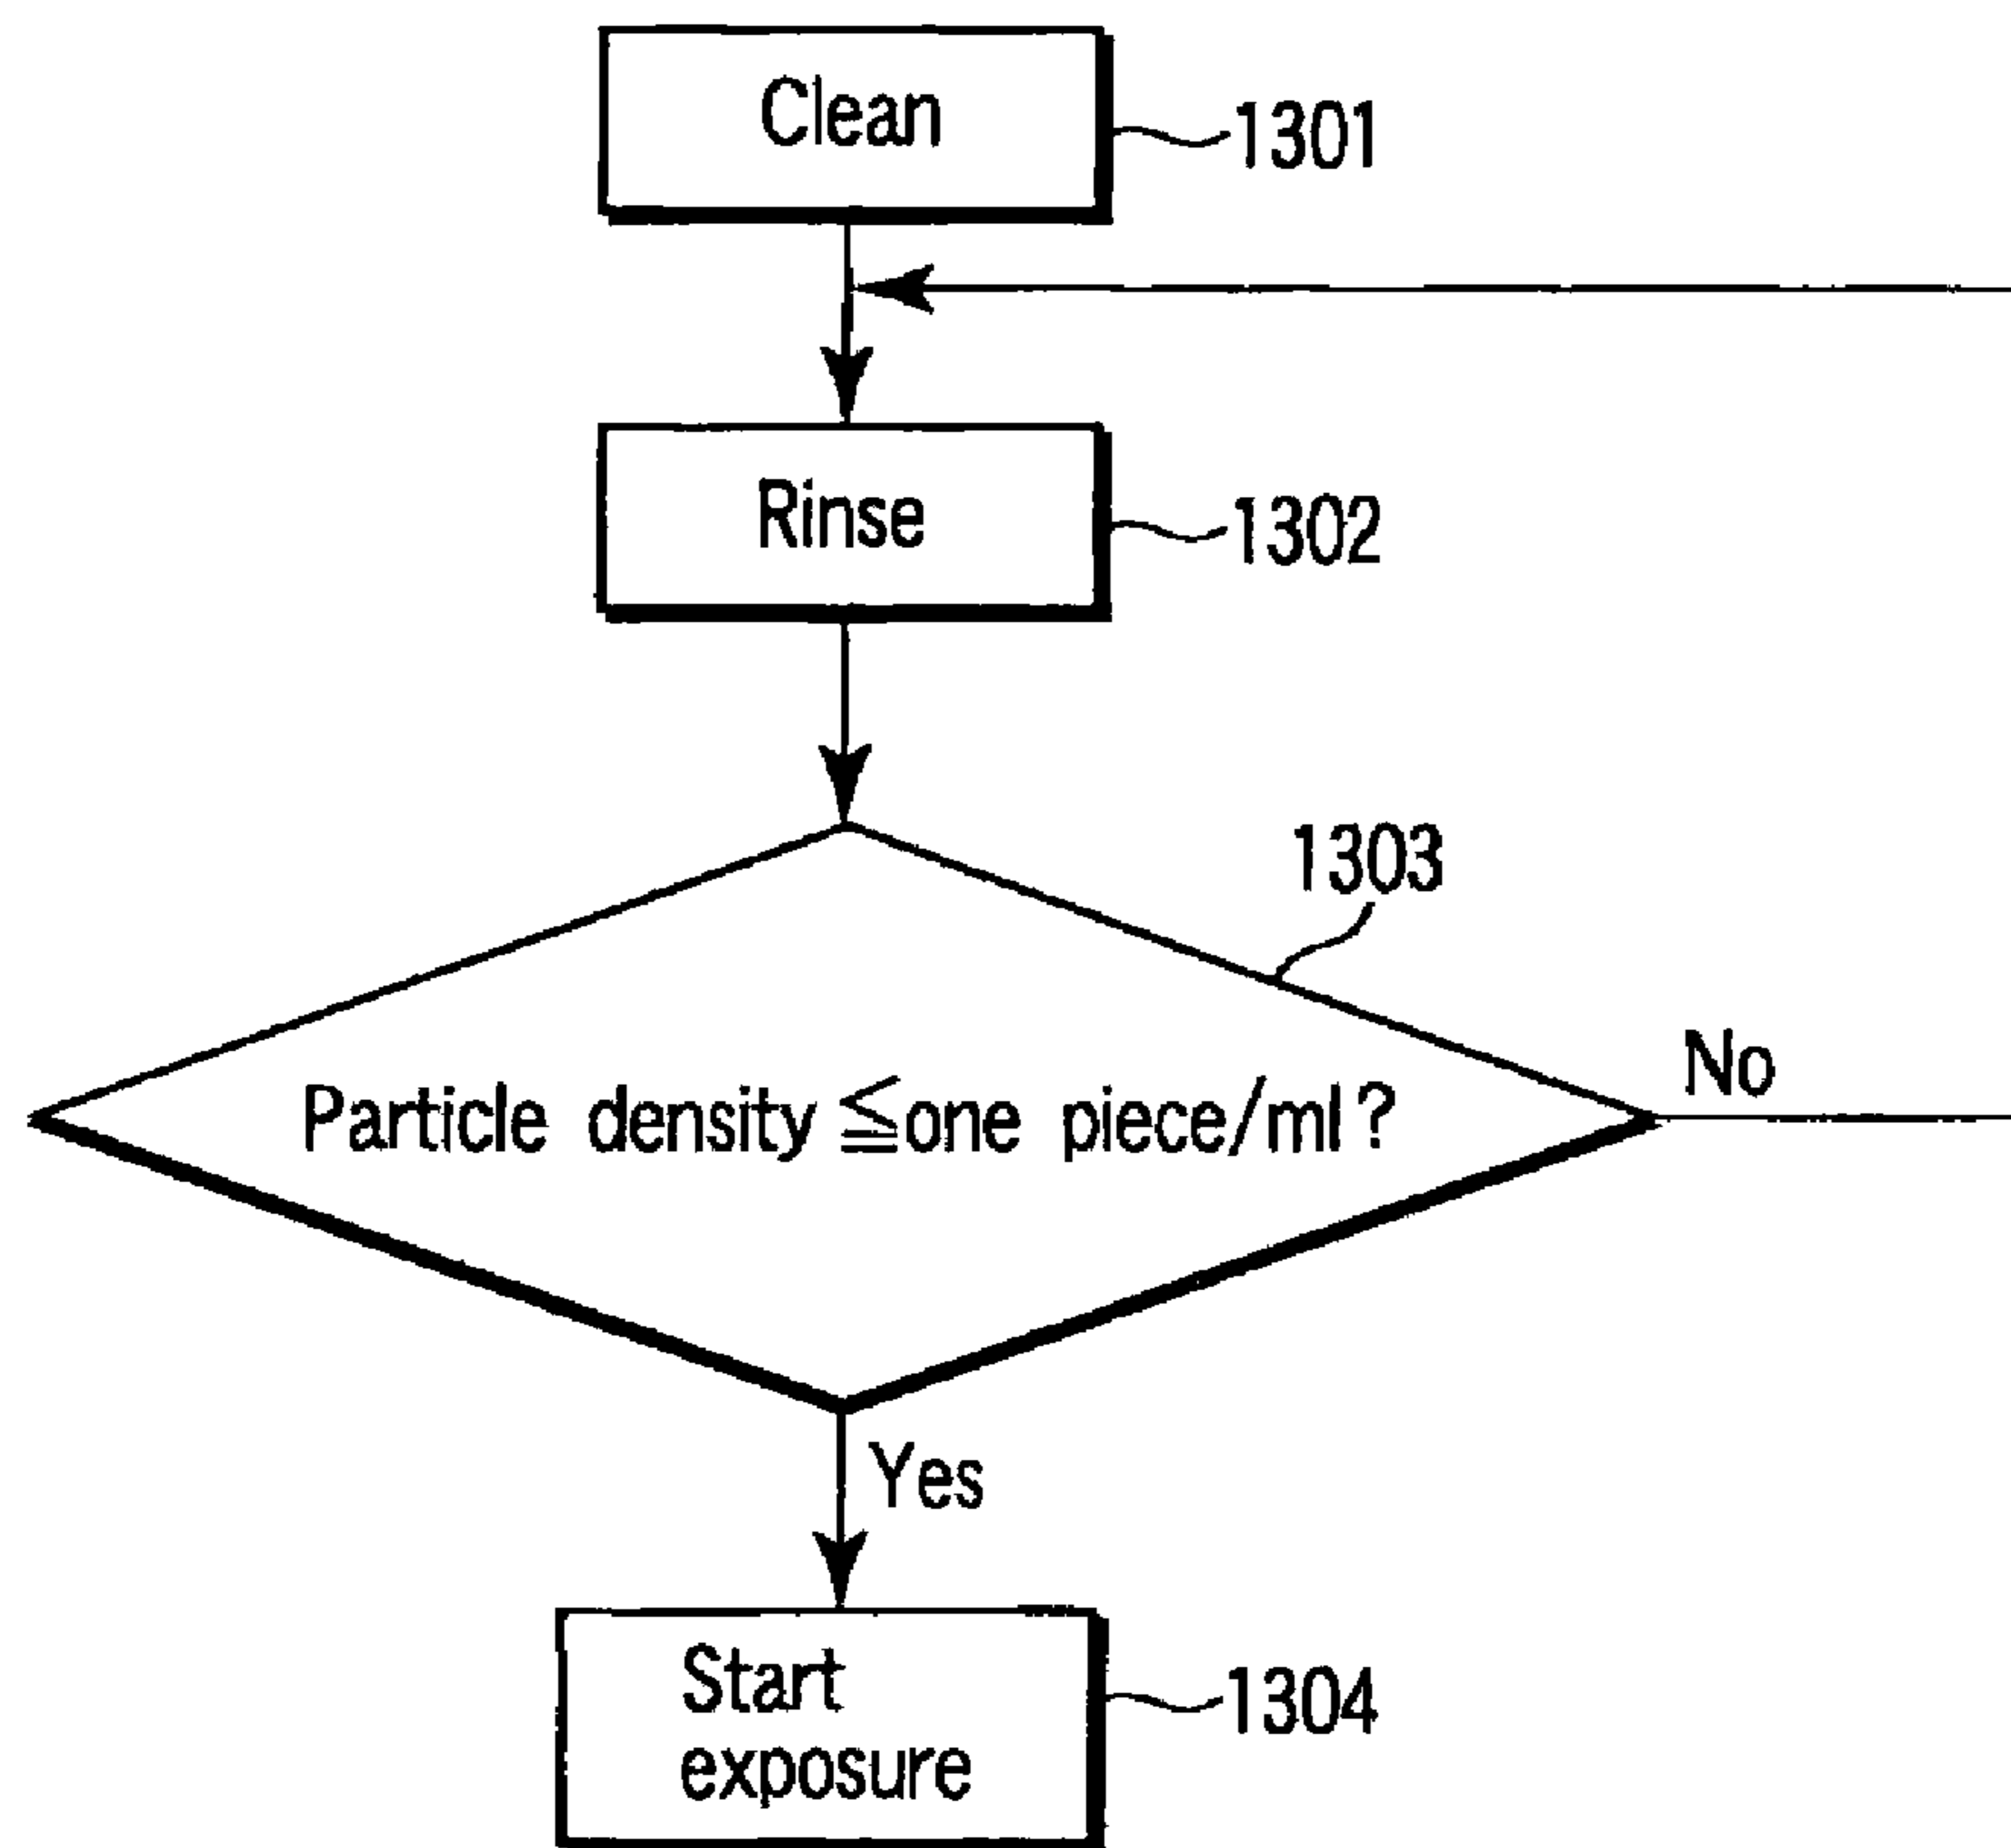 Clean
1301
Rinse
1302
1303
No
Particle density ≦one piece/ml?
Yes
Start
exposure
1304